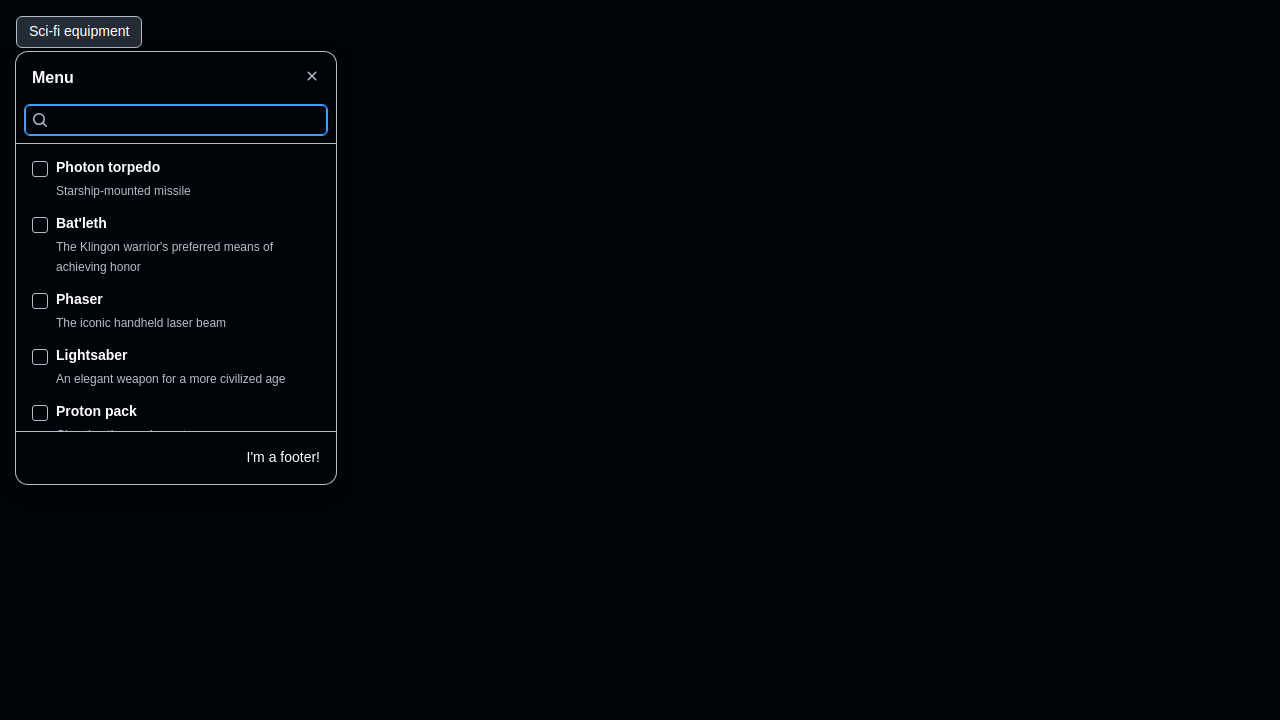 Sci-fi equipment
Menu
Photon torpedo
Starship-mounted missile
Bat'leth
The Klingon warrior's preferred means of
achieving honor
Phaser
The iconic handheld laser beam
Lightsaber
An elegant weapon for a more civilized age
Proton pack
I'm a footer!